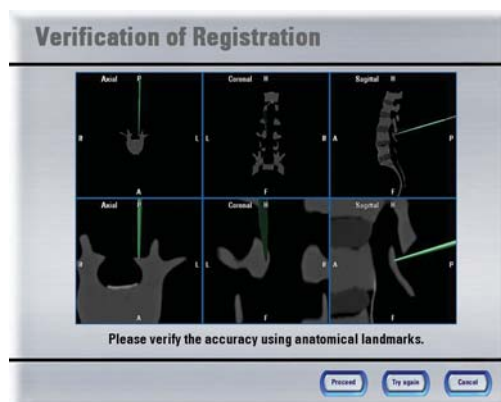 Verification of Registration
Axial P
Coronal H
Sagittal H
R
L
L
R
A
P
A
F
F
Axial P
Coronal H
Sagittal H
R
L
L
R
A
P
A
F
F
Please verify the accuracy using anatomical landmarks.
Proceed
Try again
Cancel